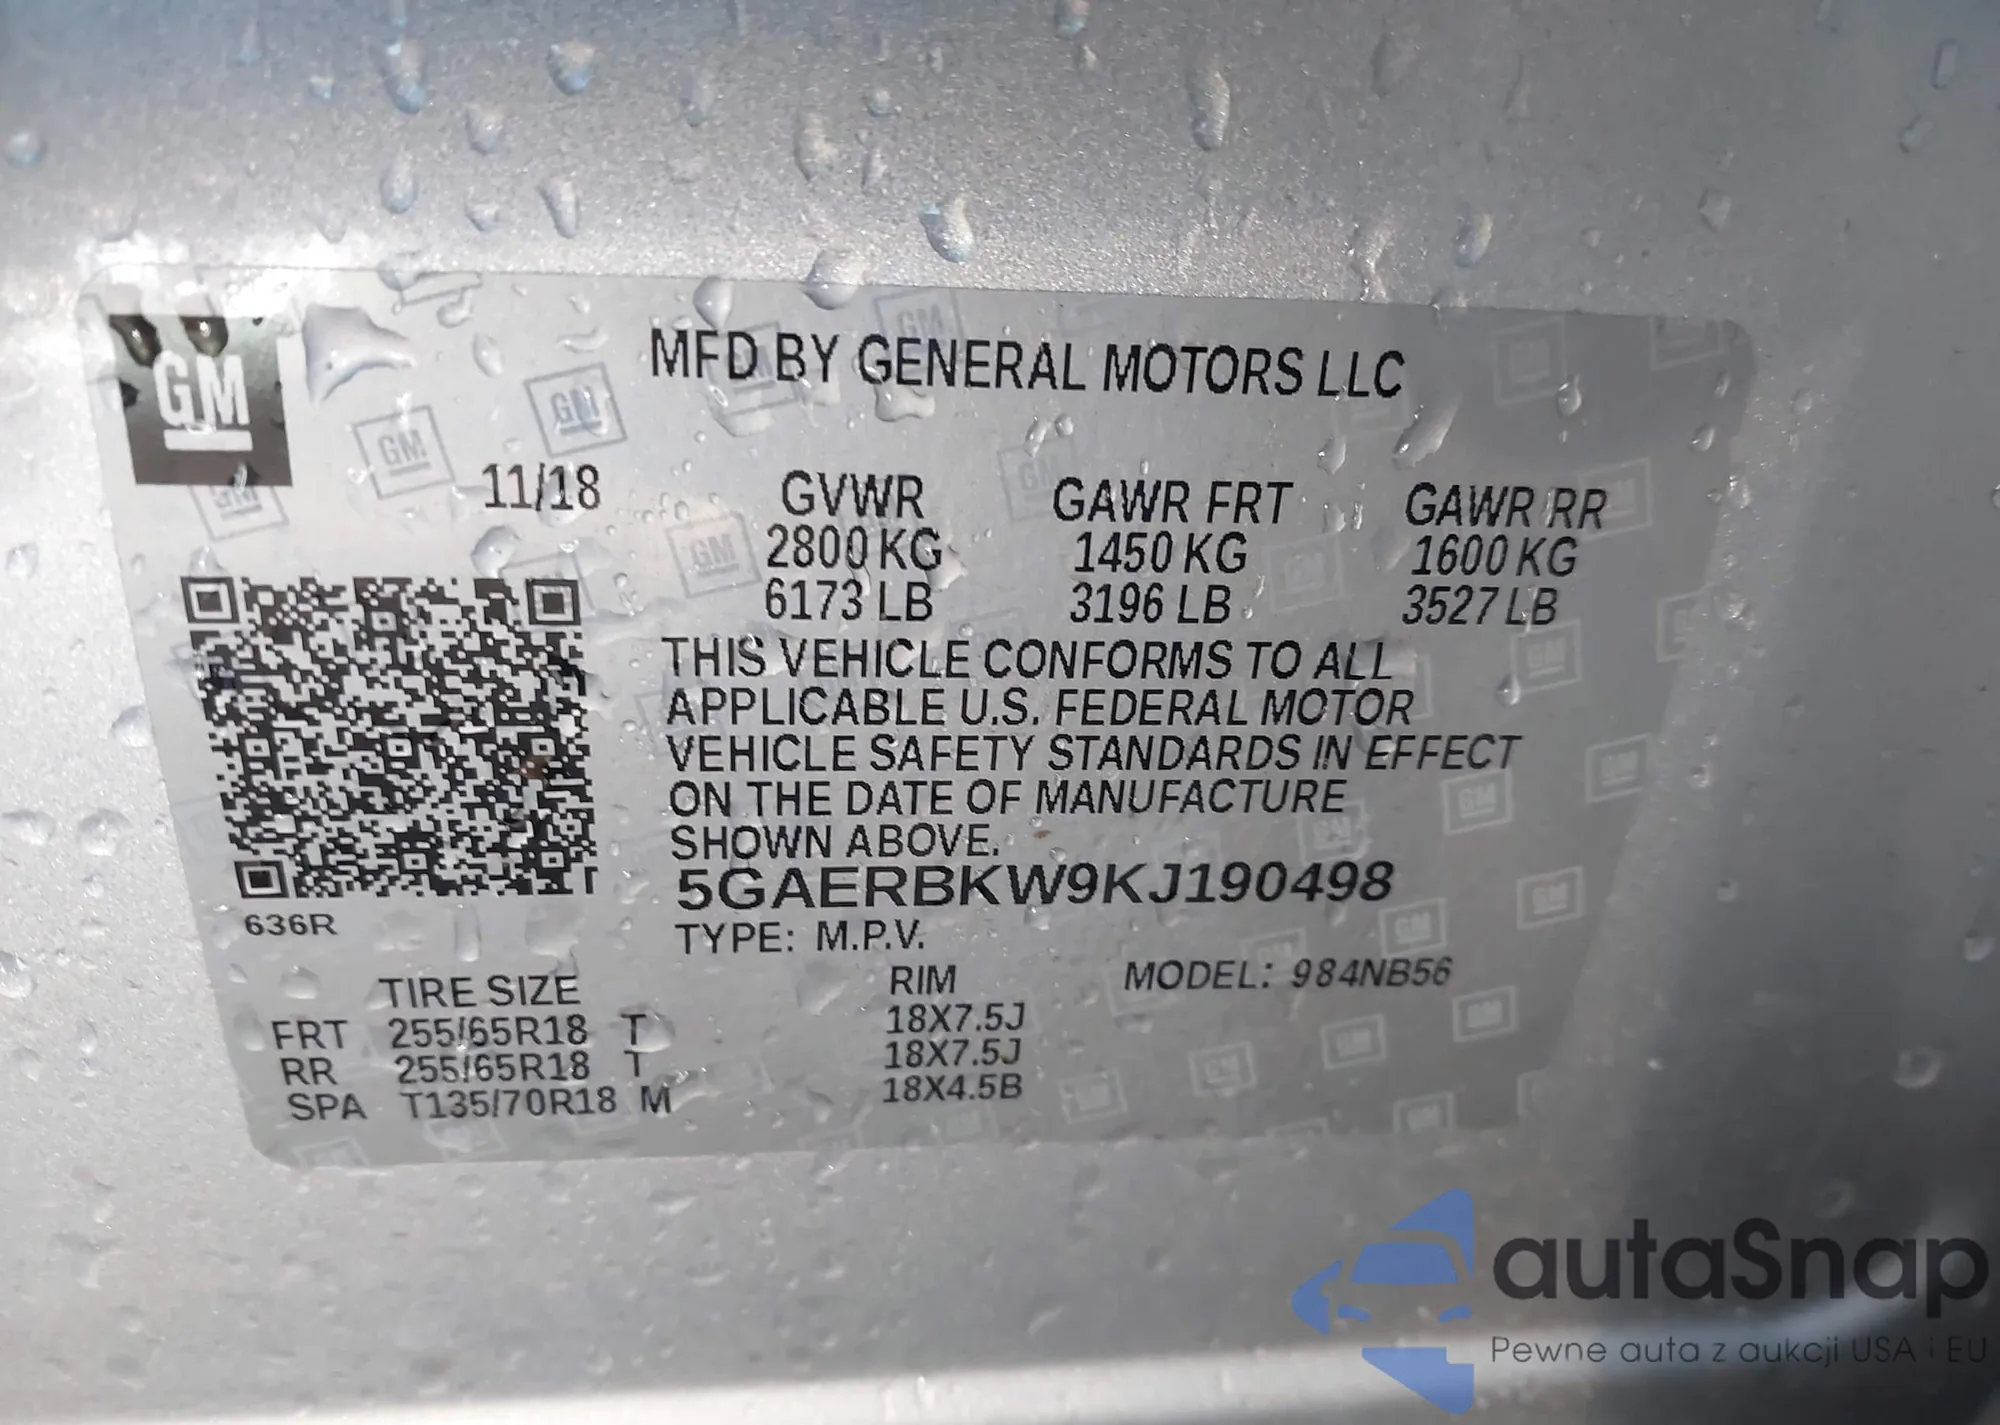 GM
MFD BY GENERAL MOTORS LLC
11/18 GVWR GAWR FRT GAWR RR
2800 KG 1450 KG 1600 KG
6173 LB 3196 LB 3527 LB
THIS VEHICLE CONFORMS TO ALL
APPLICABLE U.S. FEDERAL MOTOR
VEHICLE SAFETY STANDARDS IN EFFECT
ON THE DATE OF MANUFACTURE
SHOWN ABOVE.
5GAERBKW9KJ190498
636R
TYPE: M.P.V.
TIRE SIZE RIM MODEL: 984NB56
FRT 255/65R18 T 18X7.5J
RR 255/65R18 T 18X7.5J
SPA T135/70R18 M 18X4.5B
autaSnap
Pewne auta z aukcji USA i EU